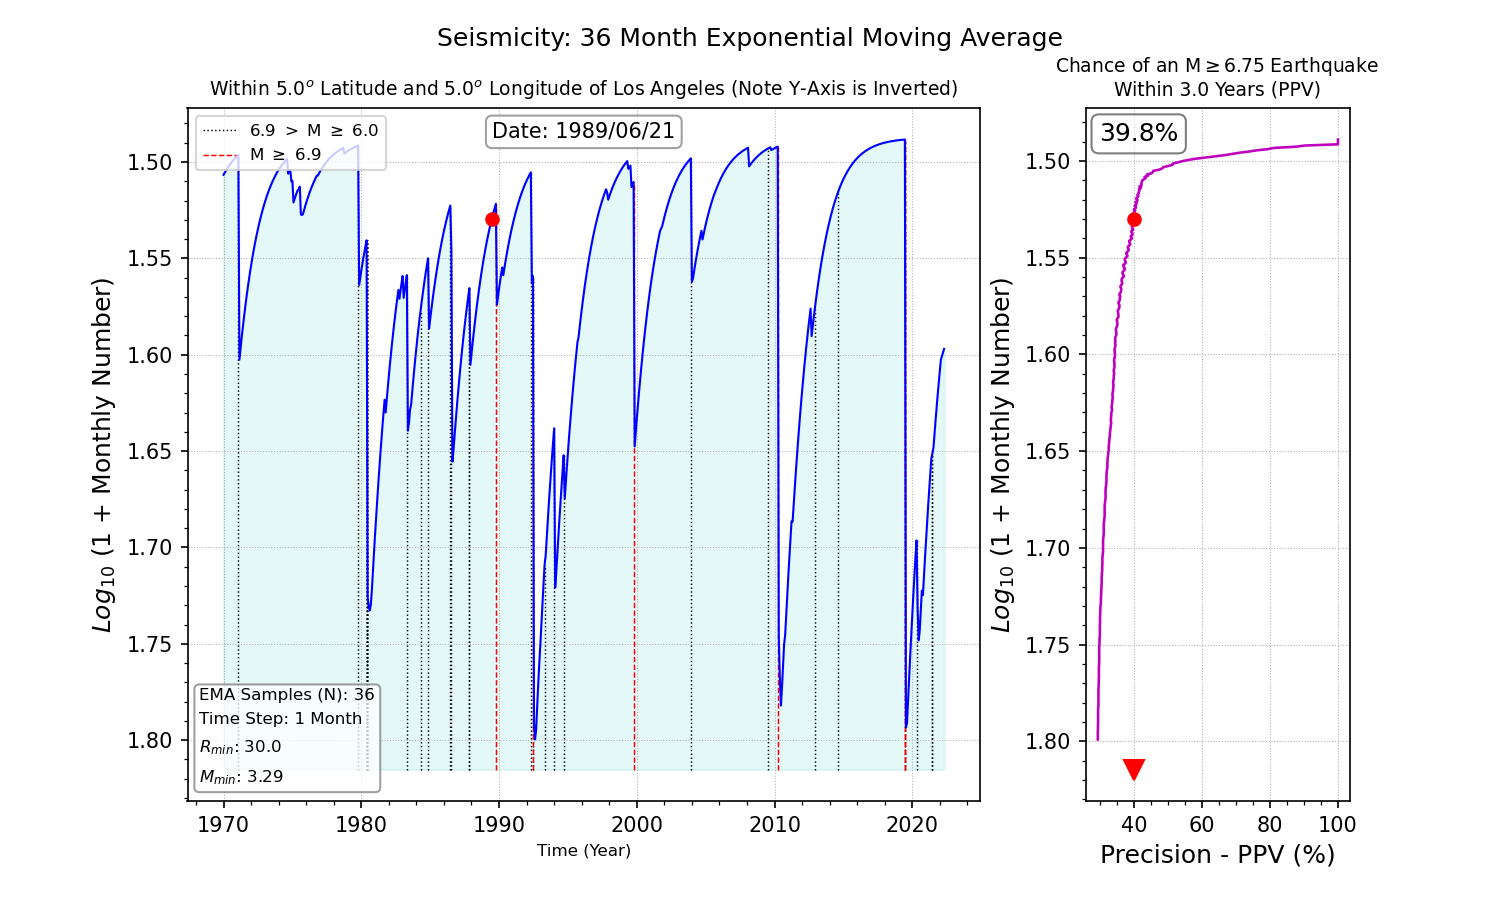 Seismicity: 36 Month Exponential Moving Average
Within 5.0° Latitude and 5.0° Longitude of Los Angeles (Note Y-Axis is Inverted)
6.9 > M ≥ 6.0
M ≥ 6.9
Date: 1989/06/21
Log₁₀ (1 + Monthly Number)
1.50
1.55
1.60
1.65
1.70
1.75
1.80
EMA Samples (N): 36
Time Step: 1 Month
Rmin: 30.0
Mmin: 3.29
1970
1980
1990
2000
2010
2020
Time (Year)
Chance of an M ≥ 6.75 Earthquake
Within 3.0 Years (PPV)
39.8%
Log₁₀ (1 + Monthly Number)
1.50
1.55
1.60
1.65
1.70
1.75
1.80
40
60
80
100
Precision - PPV (%)